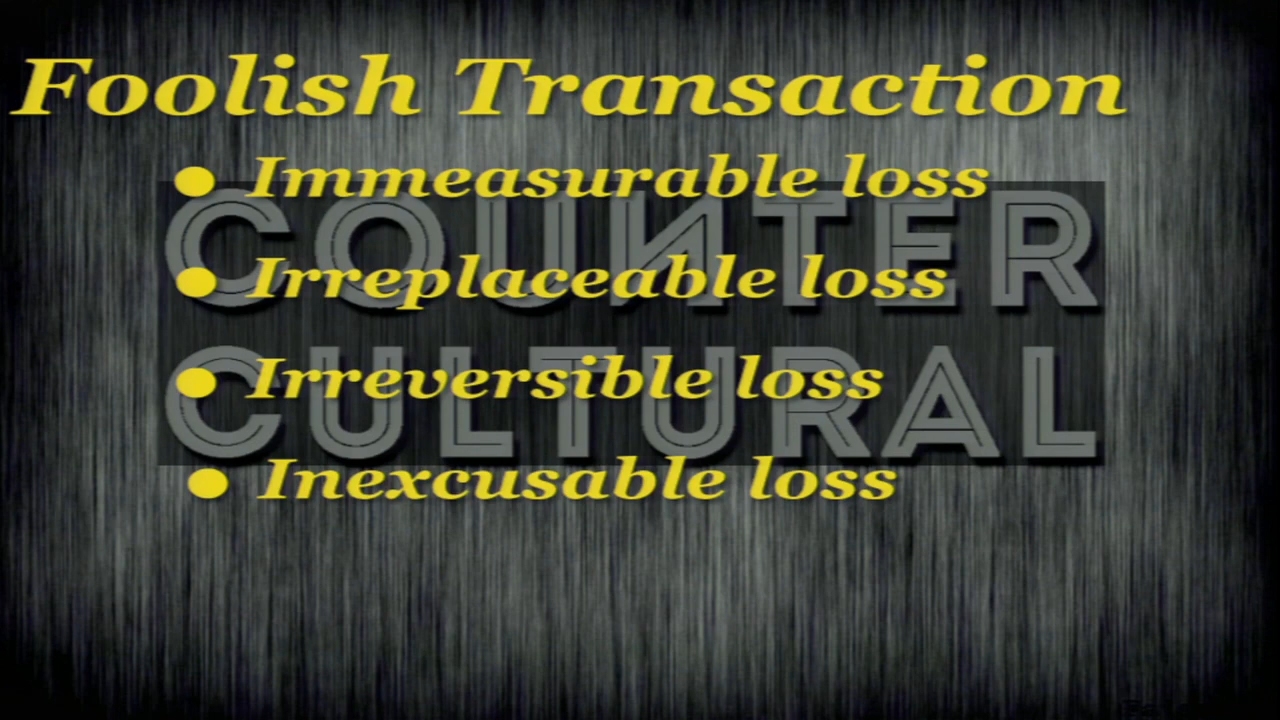 Foolish Transaction
• Immeasurable loss
• Irreplaceable loss
• Irreversible loss
• Inexcusable loss
COUNTER
CULTURAL